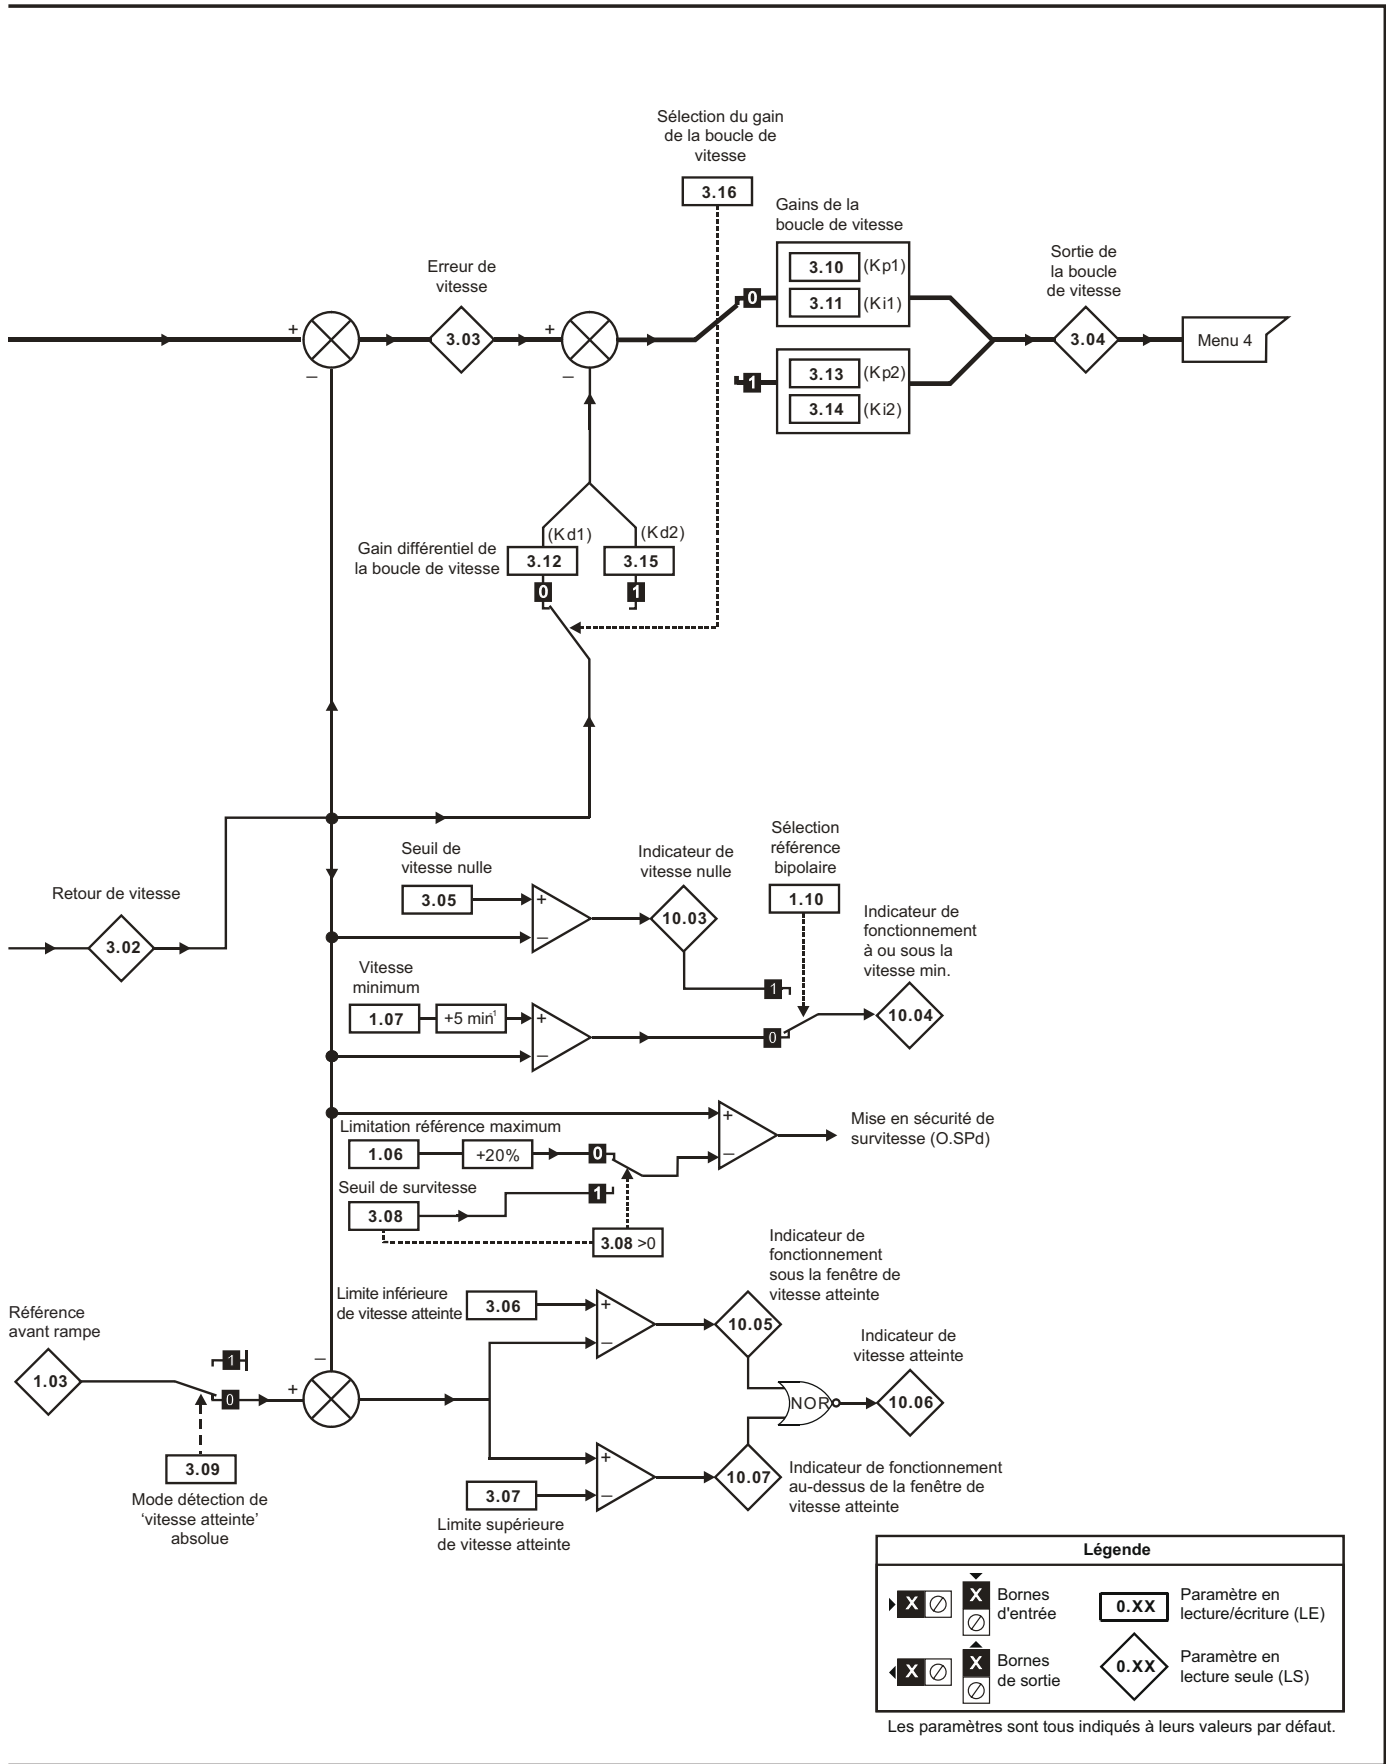 Sélection du gain
de la boucle de
vitesse
3.16
Gains de la
boucle de vitesse
3.10 (Kp1)
3.11 (Ki1)
0
Sortie de
la boucle
de vitesse
3.04
Menu 4
Erreur de
vitesse
3.03
+
–
+
–
1
3.13 (Kp2)
3.14 (Ki2)
(Kd1)
(Kd2)
Gain différentiel de
la boucle de vitesse
3.12
3.15
0
1
Seuil de
vitesse nulle
3.05
+
–
Indicateur de
vitesse nulle
10.03
Sélection
référence
bipolaire
1.10
Indicateur de
fonctionnement
à ou sous la
vitesse min.
10.04
Retour de vitesse
3.02
1
Vitesse
minimum
1.07
+5 min¹
+
–
0
Limitation référence maximum
1.06
+20%
0
+
–
Mise en sécurité de
survitesse (O.SPd)
Seuil de survitesse
3.08
1
3.08 >0
Indicateur de
fonctionnement
sous la fenêtre de
vitesse atteinte
Limite inférieure
de vitesse atteinte
3.06
+
–
10.05
Référence
avant rampe
1.03
1
0
–
+
Indicateur de
vitesse atteinte
NOR
10.06
3.09
Mode détection de
‘vitesse atteinte’
absolue
+
–
3.07
Limite supérieure
de vitesse atteinte
10.07
Indicateur de fonctionnement
au-dessus de la fenêtre de
vitesse atteinte
Légende
X
X
Bornes
d'entrée
0.XX
Paramètre en
lecture/écriture (LE)
X
X
Bornes
de sortie
0.XX
Paramètre en
lecture seule (LS)
Les paramètres sont tous indiqués à leurs valeurs par défaut.